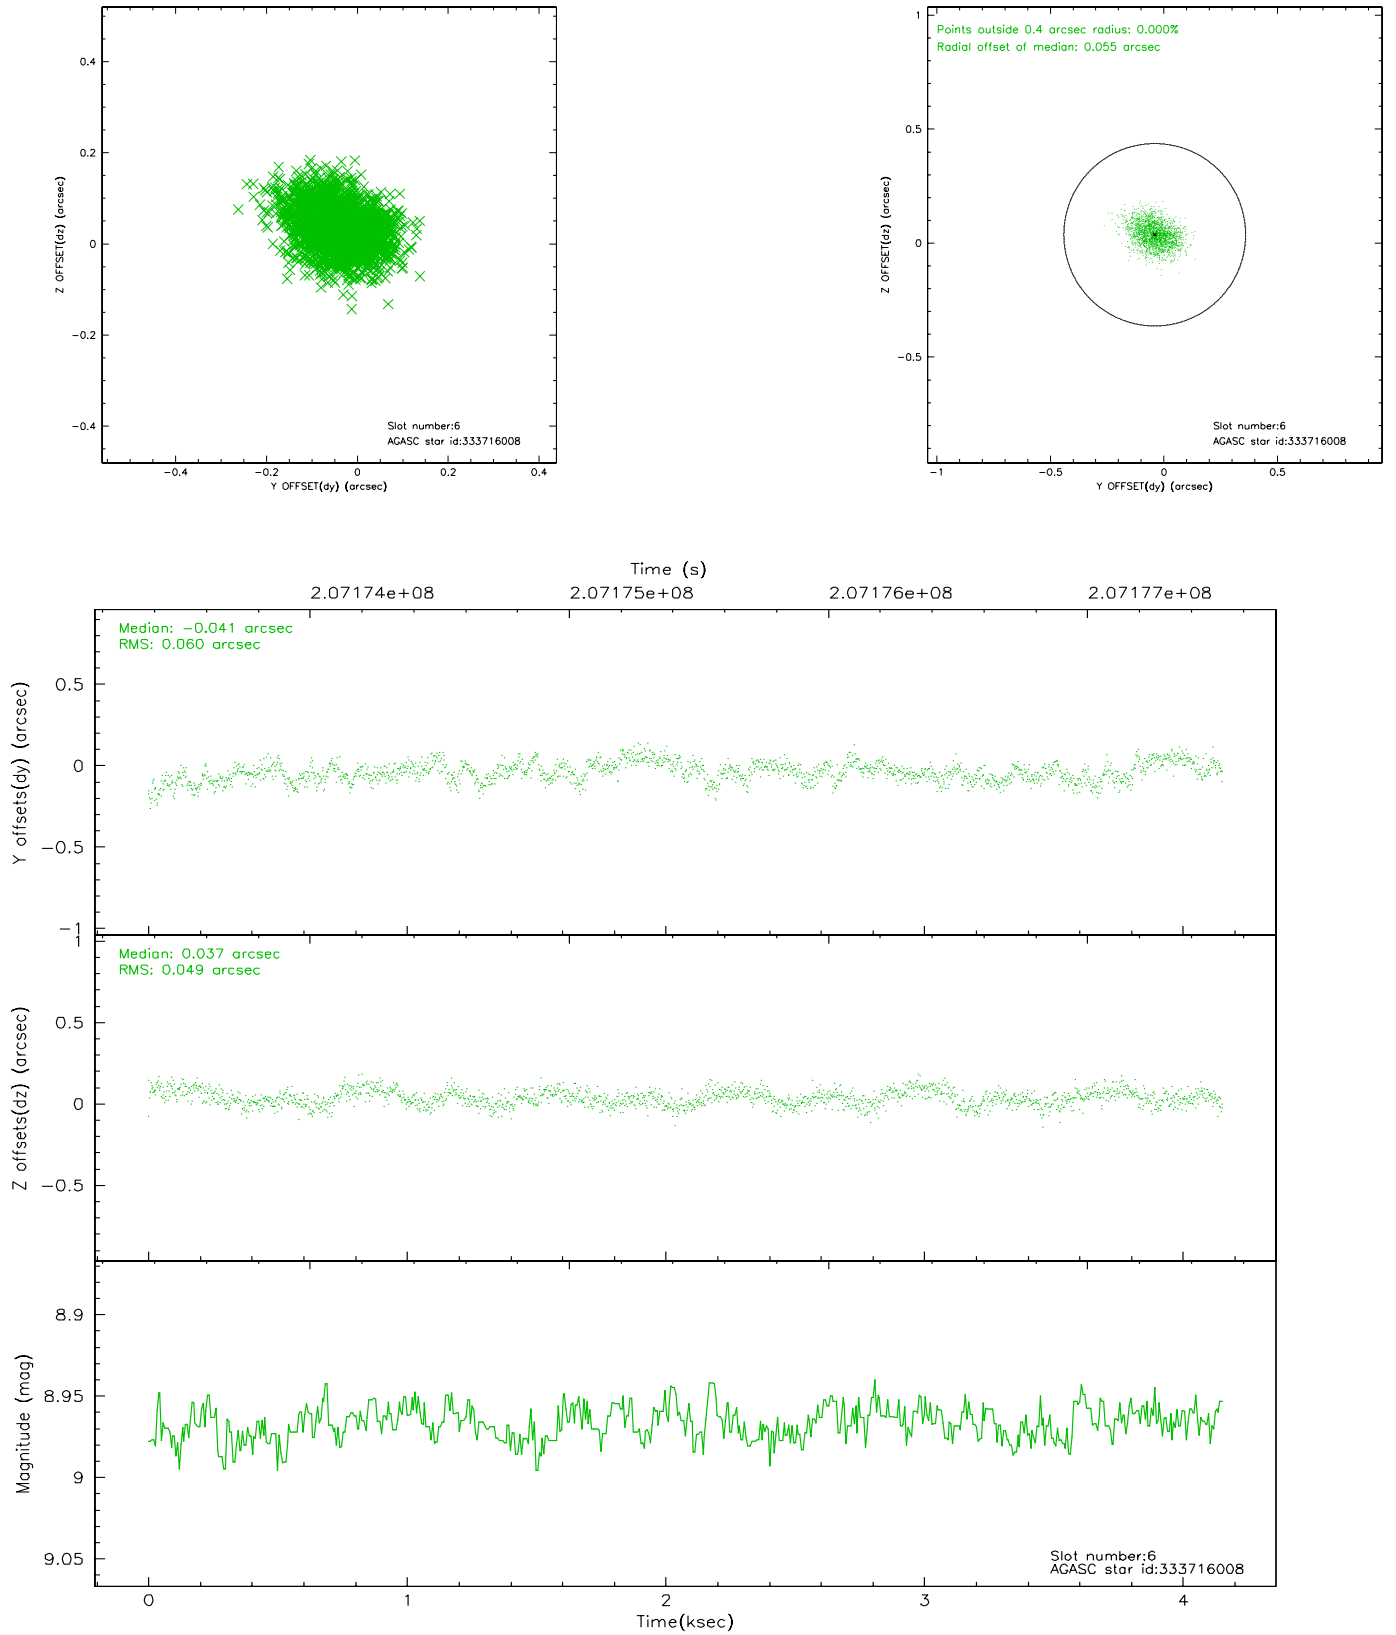 0.4
0.2
0
−0.2
−0.4
Z OFFSET(dz) (arcsec)
−0.4 −0.2 0 0.2 0.4
Y OFFSET(dy) (arcsec)
Slot number:6
AGASC star id:333716008
Points outside 0.4 arcsec radius: 0.000%
Radial offset of median: 0.055 arcsec
1
0.5
0
−0.5
Z OFFSET(dz) (arcsec)
−1 −0.5 0 0.5
Y OFFSET(dy) (arcsec)
Slot number:6
AGASC star id:333716008
Time (s)
2.07174e+08 2.07175e+08 2.07176e+08 2.07177e+08
Median: −0.041 arcsec
RMS: 0.060 arcsec
0.5
0
−0.5
−1
Y offsets(dy) (arcsec)
Median: 0.037 arcsec
RMS: 0.049 arcsec
1
0.5
0
−0.5
Z offsets(dz) (arcsec)
8.9
8.95
9
9.05
Magnitude (mag)
Slot number:6
AGASC star id:333716008
0 1 2 3 4
Time(ksec)